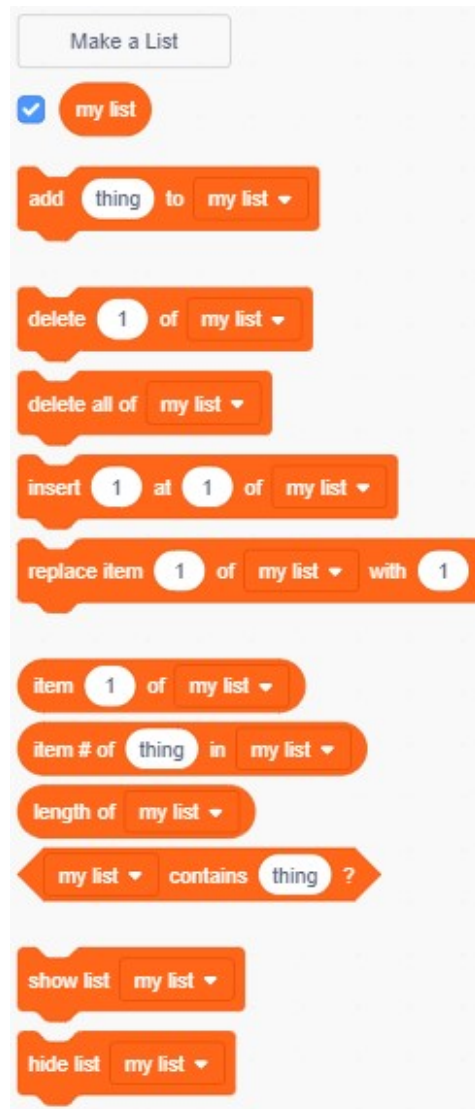 Make a List
my list
add thing to my list
delete 1 of my list
delete all of my list
insert 1 at 1 of my list
replace item 1 of my list with 1
item 1 of my list
item # of thing in my list
length of my list
my list contains thing ?
show list my list
hide list my list